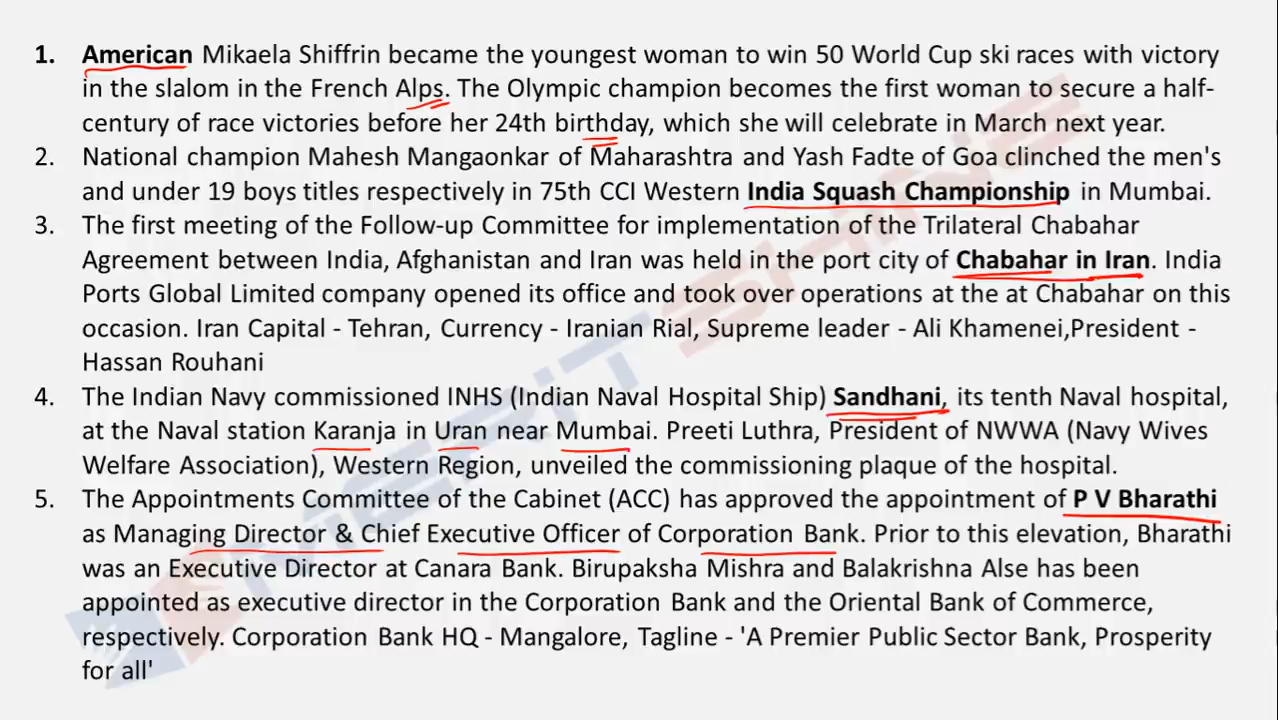 1. American Mikaela Shiffrin became the youngest woman to win 50 World Cup ski races with victory
in the slalom in the French Alps. The Olympic champion becomes the first woman to secure a half-
century of race victories before her 24th birthday, which she will celebrate in March next year.
2. National champion Mahesh Mangaonkar of Maharashtra and Yash Fadte of Goa clinched the men's
and under 19 boys titles respectively in 75th CCI Western India Squash Championship in Mumbai.
3. The first meeting of the Follow-up Committee for implementation of the Trilateral Chabahar
Agreement between India, Afghanistan and Iran was held in the port city of Chabahar in Iran. India
Ports Global Limited company opened its office and took over operations at the at Chabahar on this
occasion. Iran Capital - Tehran, Currency - Iranian Rial, Supreme leader - Ali Khamenei,President -
Hassan Rouhani
4. The Indian Navy commissioned INHS (Indian Naval Hospital Ship) Sandhani, its tenth Naval hospital,
at the Naval station Karanja in Uran near Mumbai. Preeti Luthra, President of NWWA (Navy Wives
Welfare Association), Western Region, unveiled the commissioning plaque of the hospital.
5. The Appointments Committee of the Cabinet (ACC) has approved the appointment of P V Bharathi
as Managing Director & Chief Executive Officer of Corporation Bank. Prior to this elevation, Bharathi
was an Executive Director at Canara Bank. Birupaksha Mishra and Balakrishna Alse has been
appointed as executive director in the Corporation Bank and the Oriental Bank of Commerce,
respectively. Corporation Bank HQ - Mangalore, Tagline - 'A Premier Public Sector Bank, Prosperity
for all'
MERITSHINE